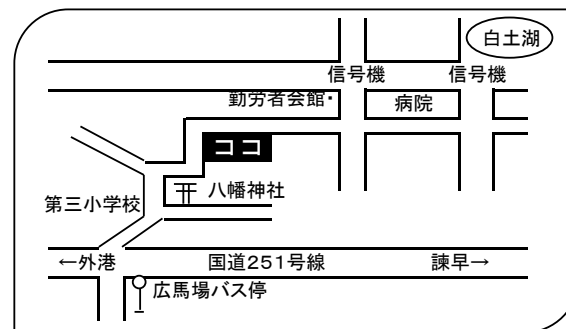 白土湖
信号機
信号機
勤労者会館・
病院
ココ
八幡神社
第三小学校
←外港
国道251号線
諫早→
広馬場バス停